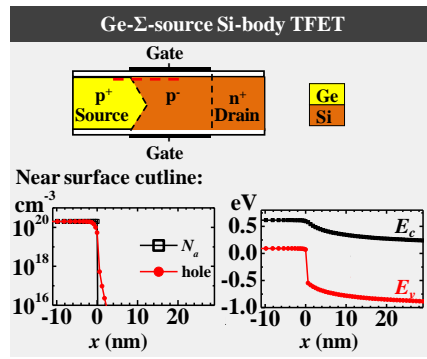 Ge-Σ-source Si-body TFET
Gate
p+ Source
p-
n+ Drain
Ge
Si
Gate
Near surface cutline:
cm-3
10^20
10^18
10^16
Na
hole
-10 0 10 20
x (nm)
eV
0.5
0.0
-0.5
-1.0
Ec
Ev
-10 0 10 20
x (nm)